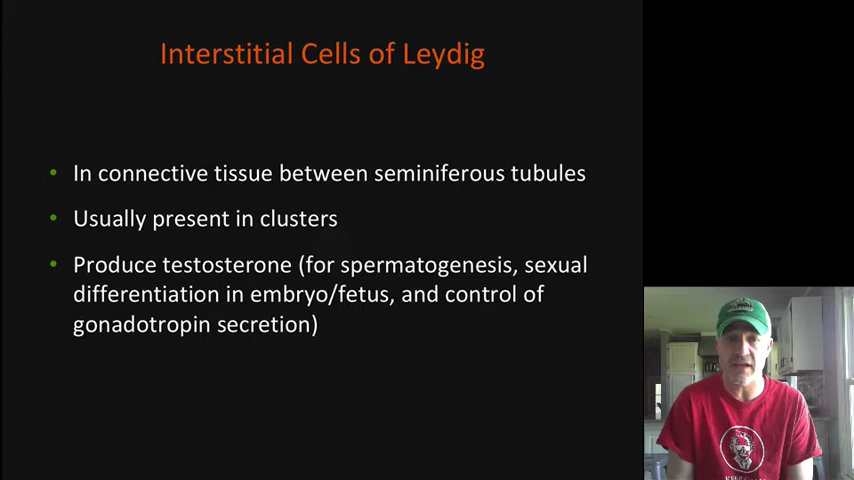 Interstitial Cells of Leydig
• In connective tissue between seminiferous tubules
• Usually present in clusters
• Produce testosterone (for spermatogenesis, sexual
differentiation in embryo/fetus, and control of
gonadotropin secretion)